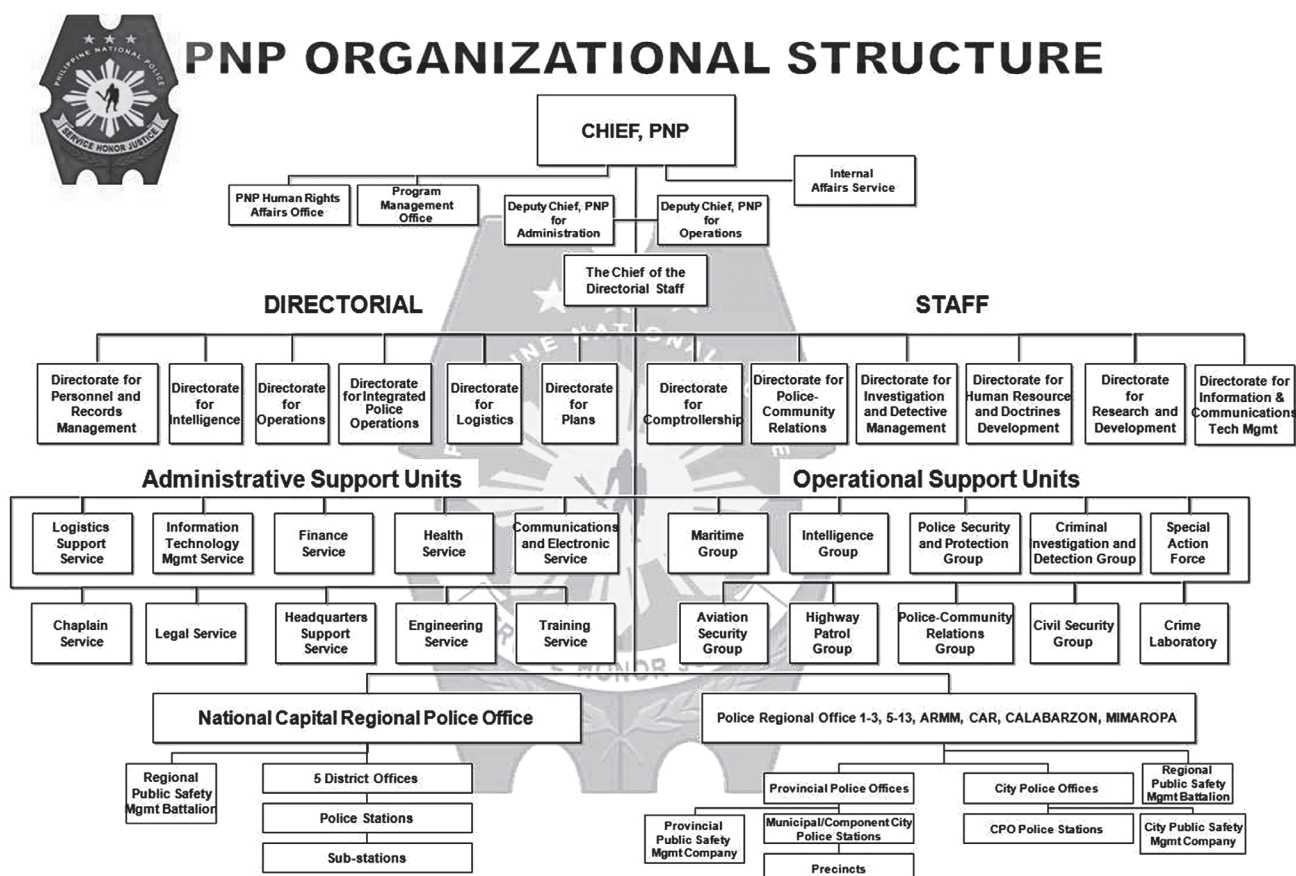 PHILIPPINE NATIONAL POLICE
SERVICE HONOR JUSTICE
PNP ORGANIZATIONAL STRUCTURE
CHIEF, PNP
PNP Human Rights
Affairs Office
Program
Management
Office
Internal
Affairs Service
Deputy Chief, PNP
for
Administration
Deputy Chief, PNP
for
Operations
The Chief of the
Directorial Staff
DIRECTORIAL
STAFF
Directorate for
Personnel and
Records
Management
Directorate
for
Intelligence
Directorate
for
Operations
Directorate
for Integrated
Police
Operations
Directorate
for
Logistics
Directorate
for
Plans
Directorate
for
Comptrollership
Directorate for
Police-
Community
Relations
Directorate for
Investigation
and Detective
Management
Directorate for
Human Resource
and Doctrines
Development
Directorate
for
Research and
Development
Directorate for
Information &
Communications
Tech Mgmt
Administrative Support Units
Operational Support Units
Logistics
Support
Service
Information
Technology
Mgmt Service
Finance
Service
Health
Service
Communications
and Electronic
Service
Maritime
Group
Intelligence
Group
Police Security
and Protection
Group
Criminal
Investigation and
Detection Group
Special
Action
Force
Chaplain
Service
Legal Service
Headquarters
Support
Service
Engineering
Service
Training
Service
Aviation
Security
Group
Highway
Patrol
Group
Police-Community
Relations
Group
Civil Security
Group
Crime
Laboratory
HONOR
National Capital Regional Police Office
Police Regional Office 1-3, 5-13, ARMM, CAR, CALABARZON, MIMAROPA
Regional
Public Safety
Mgmt Battalion
5 District Offices
Police Stations
Sub-stations
Provincial Police Offices
City Police Offices
Regional
Public Safety
Mgmt Battalion
Provincial
Public Safety
Mgmt Company
Municipal/Component City
Police Stations
CPO Police Stations
City Public Safety
Mgmt Company
Precincts